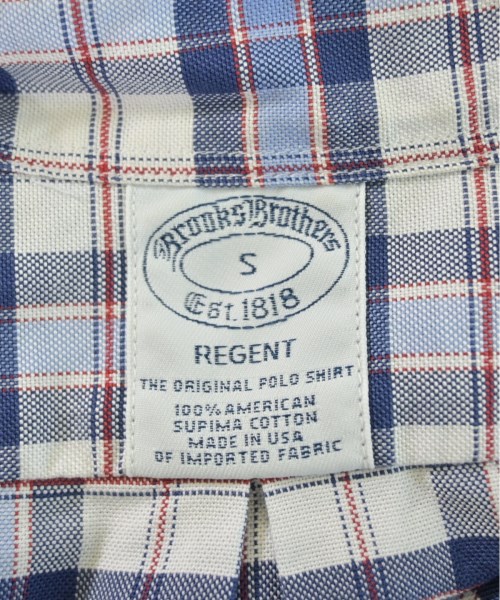 Brooks Brothers
S
Est. 1818
REGENT
THE ORIGINAL POLO SHIRT
100% AMERICAN
SUPIMA COTTON
MADE IN USA
OF IMPORTED FABRIC